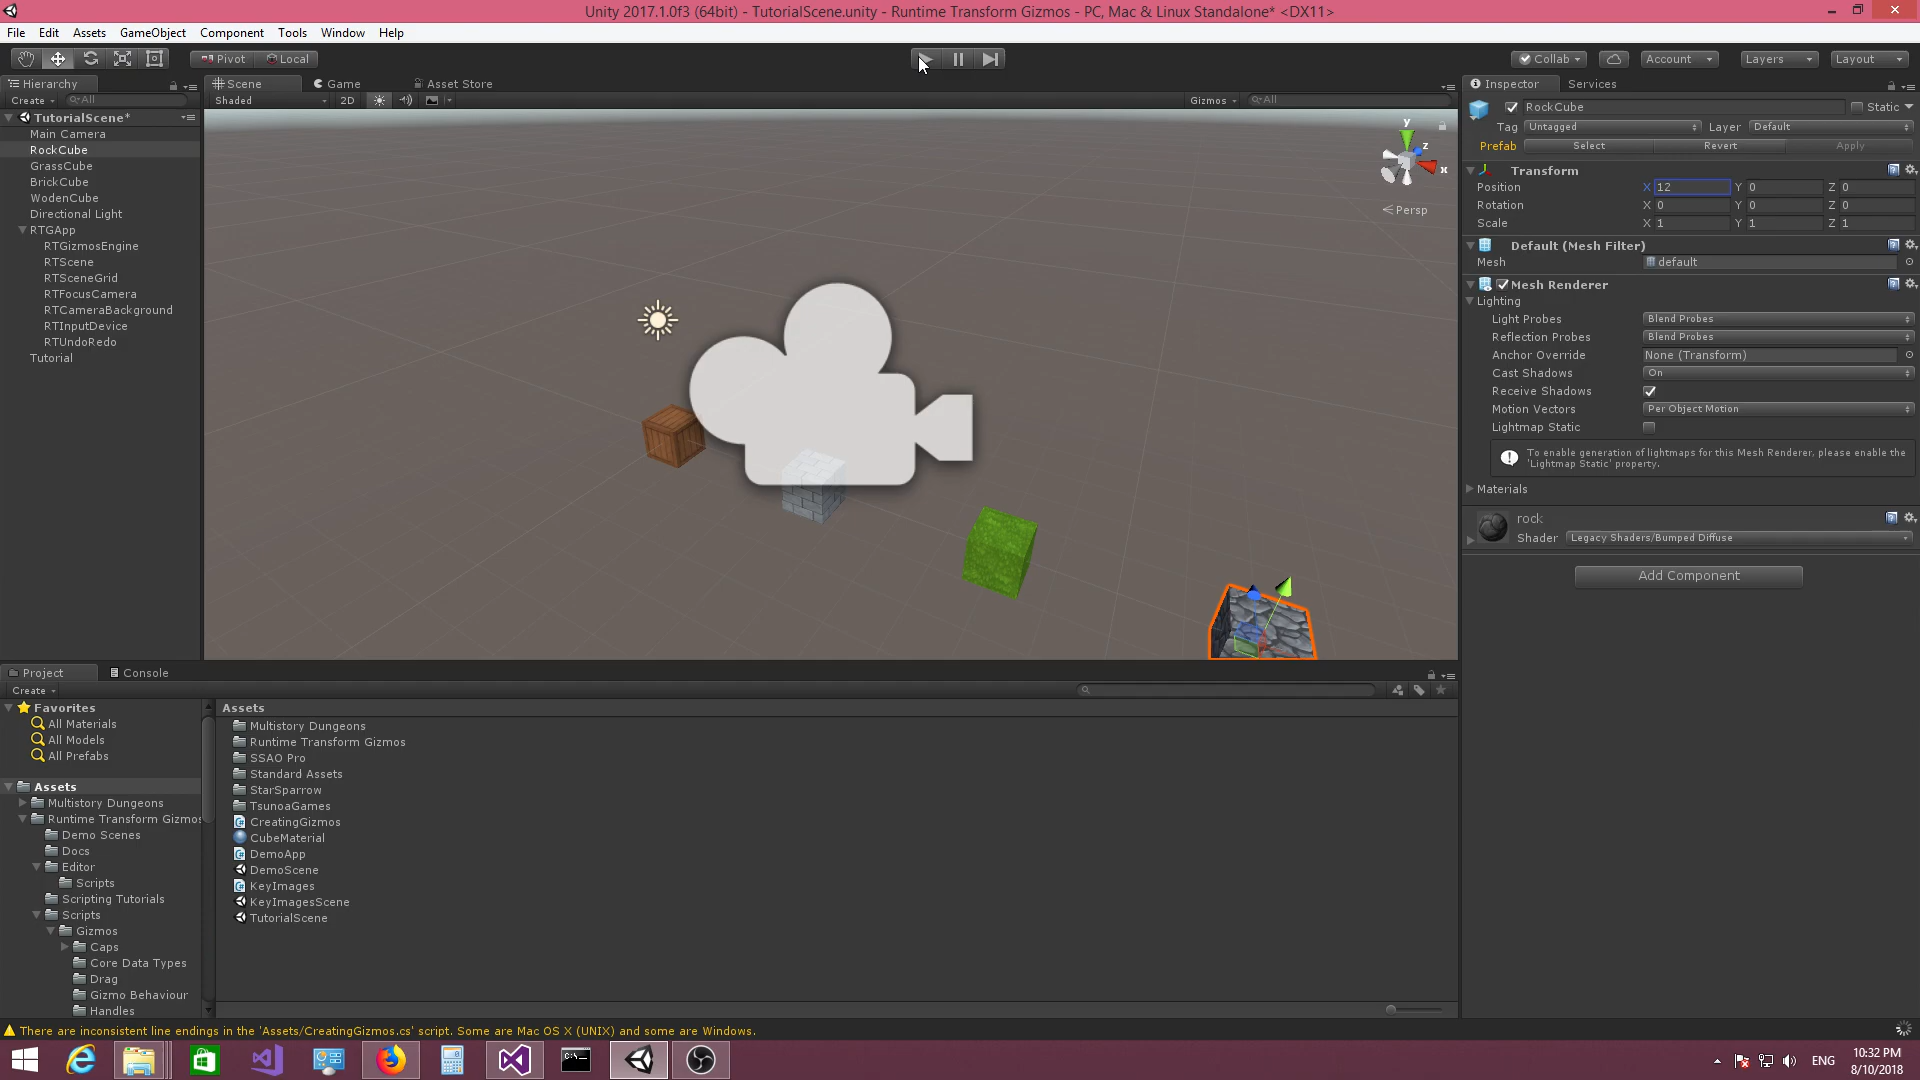 Unity 2017.1.0f3 (64bit) - TutorialScene.unity - Runtime Transform Gizmos - PC, Mac & Linux Standalone* <DX11>
File Edit Assets GameObject Component Tools Window Help
Pivot Local Collab Account Layers Layout
Hierarchy Scene Game Asset Store Inspector Services
Create All Shaded 2D Gizmos All
TutorialScene*
Main Camera
RockCube
GrassCube
BrickCube
WodenCube
Directional Light
RTGApp
RTGizmosEngine
RTScene
RTSceneGrid
RTFocusCamera
RTCameraBackground
RTInputDevice
RTUndoRedo
Tutorial
y
z
x
Persp
RockCube Static
Tag Untagged Layer Default
Prefab Select Revert Apply
Transform
Position X 12 Y 0 Z 0
Rotation X 0 Y 0 Z 0
Scale X 1 Y 1 Z 1
Default (Mesh Filter)
Mesh default
Mesh Renderer
Lighting
Light Probes Blend Probes
Reflection Probes Blend Probes
Anchor Override None (Transform)
Cast Shadows On
Receive Shadows
Motion Vectors Per Object Motion
Lightmap Static
To enable generation of lightmaps for this Mesh Renderer, please enable the
'Lightmap Static' property.
Materials
rock
Shader Legacy Shaders/Bumped Diffuse
Add Component
Project Console
Create
Favorites
All Materials
All Models
All Prefabs
Assets
Multistory Dungeons
Runtime Transform Gizmos
Demo Scenes
Docs
Editor
Scripts
Scripting Tutorials
Scripts
Gizmos
Caps
Core Data Types
Drag
Gizmo Behaviour
Handles
Assets
Multistory Dungeons
Runtime Transform Gizmos
SSAO Pro
Standard Assets
StarSparrow
TsunoaGames
CreatingGizmos
CubeMaterial
DemoApp
DemoScene
KeyImages
KeyImagesScene
TutorialScene
There are inconsistent line endings in the 'Assets/CreatingGizmos.cs' script. Some are Mac OS X (UNIX) and some are Windows.
ENG
10:32 PM
8/10/2018